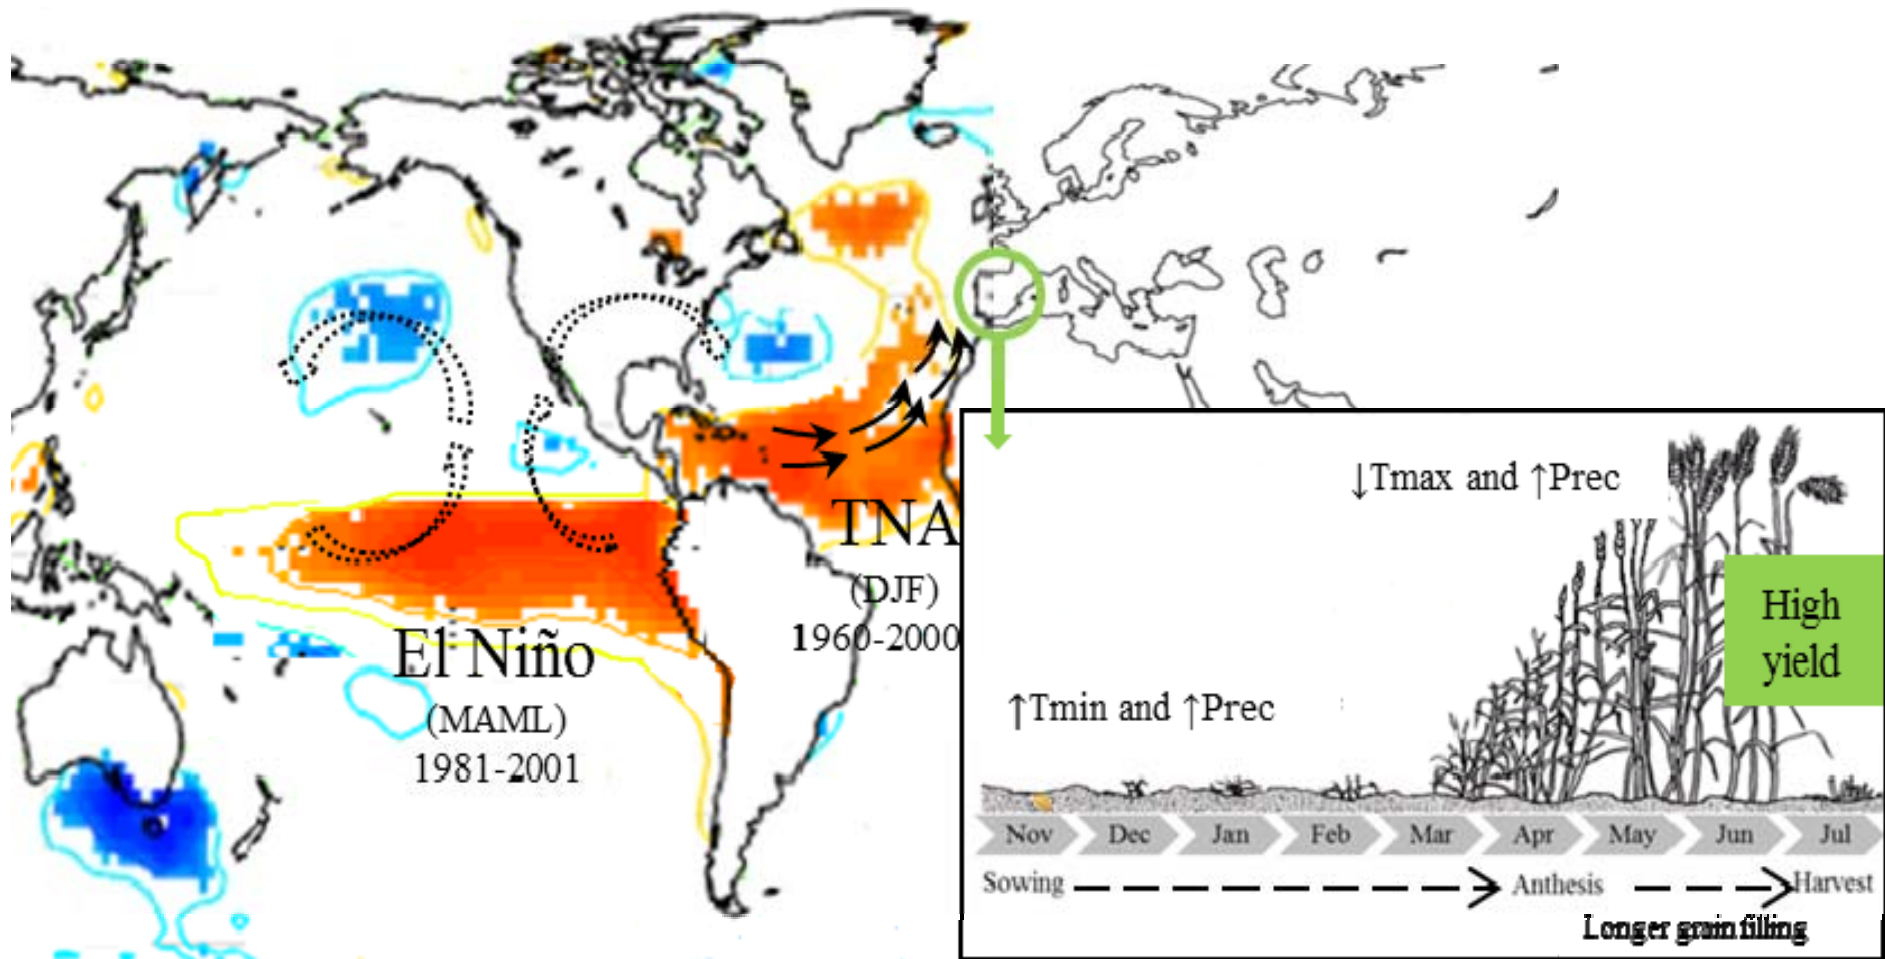 TNA
(DJF)
1960-2000
El Niño
(MAML)
1981-2001
↓Tmax and ↑Prec
High
yield
↑Tmin and ↑Prec
Nov Dec Jan Feb Mar Apr May Jun Jul
Sowing Anthesis Harvest
Longer grain filling